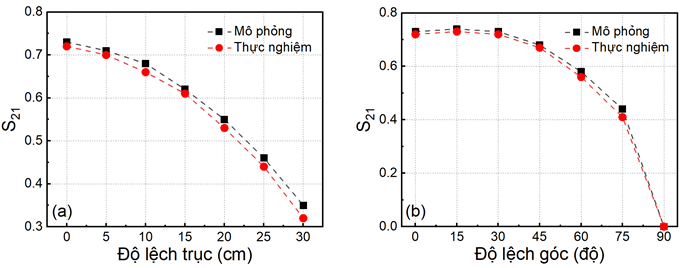 0.8
0.7
0.6
0.5
0.4
0.3
S21
Mô phỏng
Thực nghiệm
(a)
0 5 10 15 20 25 30
Độ lệch trục (cm)
0.8
0.6
0.4
0.2
0.0
S21
Mô phỏng
Thực nghiệm
(b)
0 15 30 45 60 75 90
Độ lệch góc (độ)